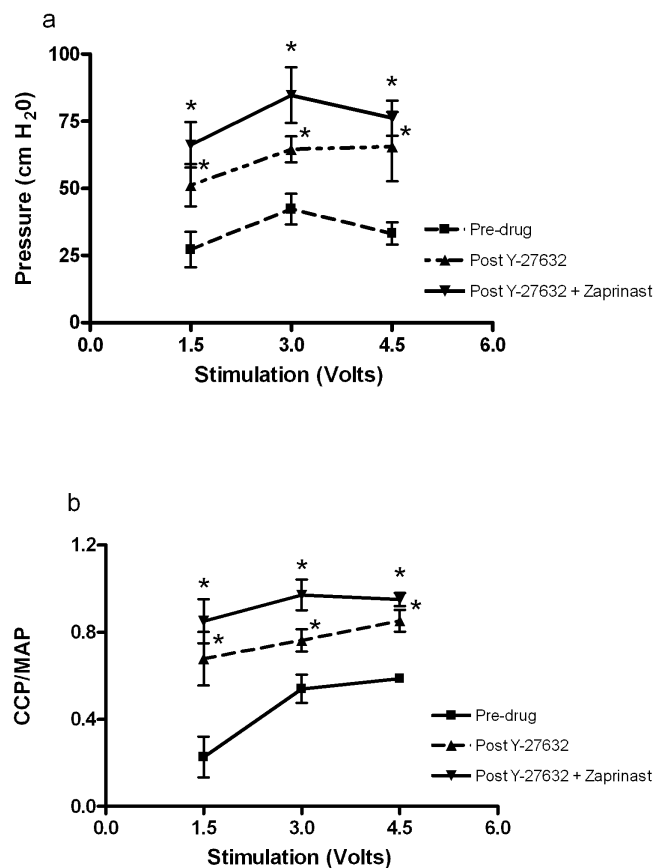 a
100
75
50
25
0
Pressure (cm H₂0)
* * *
* * *
Pre-drug
Post Y-27632
Post Y-27632 + Zaprinast
0.0 1.5 3.0 4.5 6.0
Stimulation (Volts)
b
1.2
0.8
0.4
0.0
CCP/MAP
* * *
* * *
Pre-drug
Post Y-27632
Post Y-27632 + Zaprinast
0.0 1.5 3.0 4.5 6.0
Stimulation (Volts)